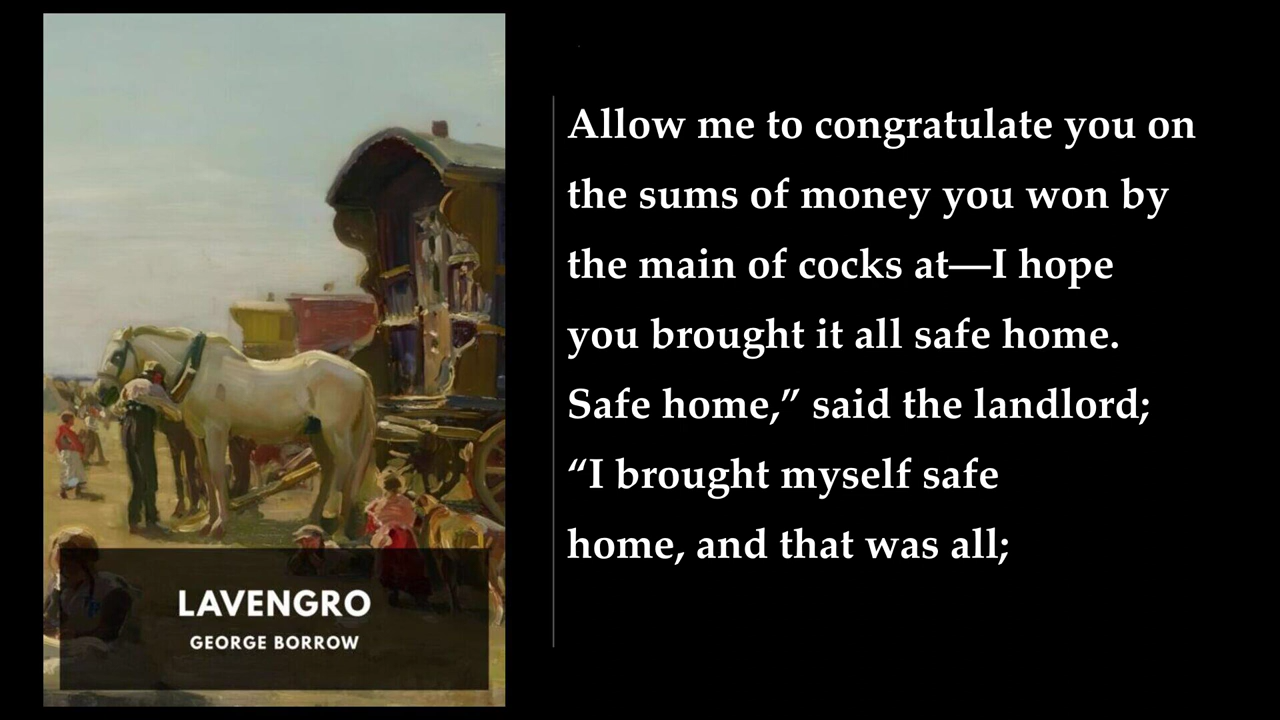 Allow me to congratulate you on
the sums of money you won by
the main of cocks at—I hope
you brought it all safe home.
Safe home,” said the landlord;
“I brought myself safe
home, and that was all;
LAVENGRO
GEORGE BORROW